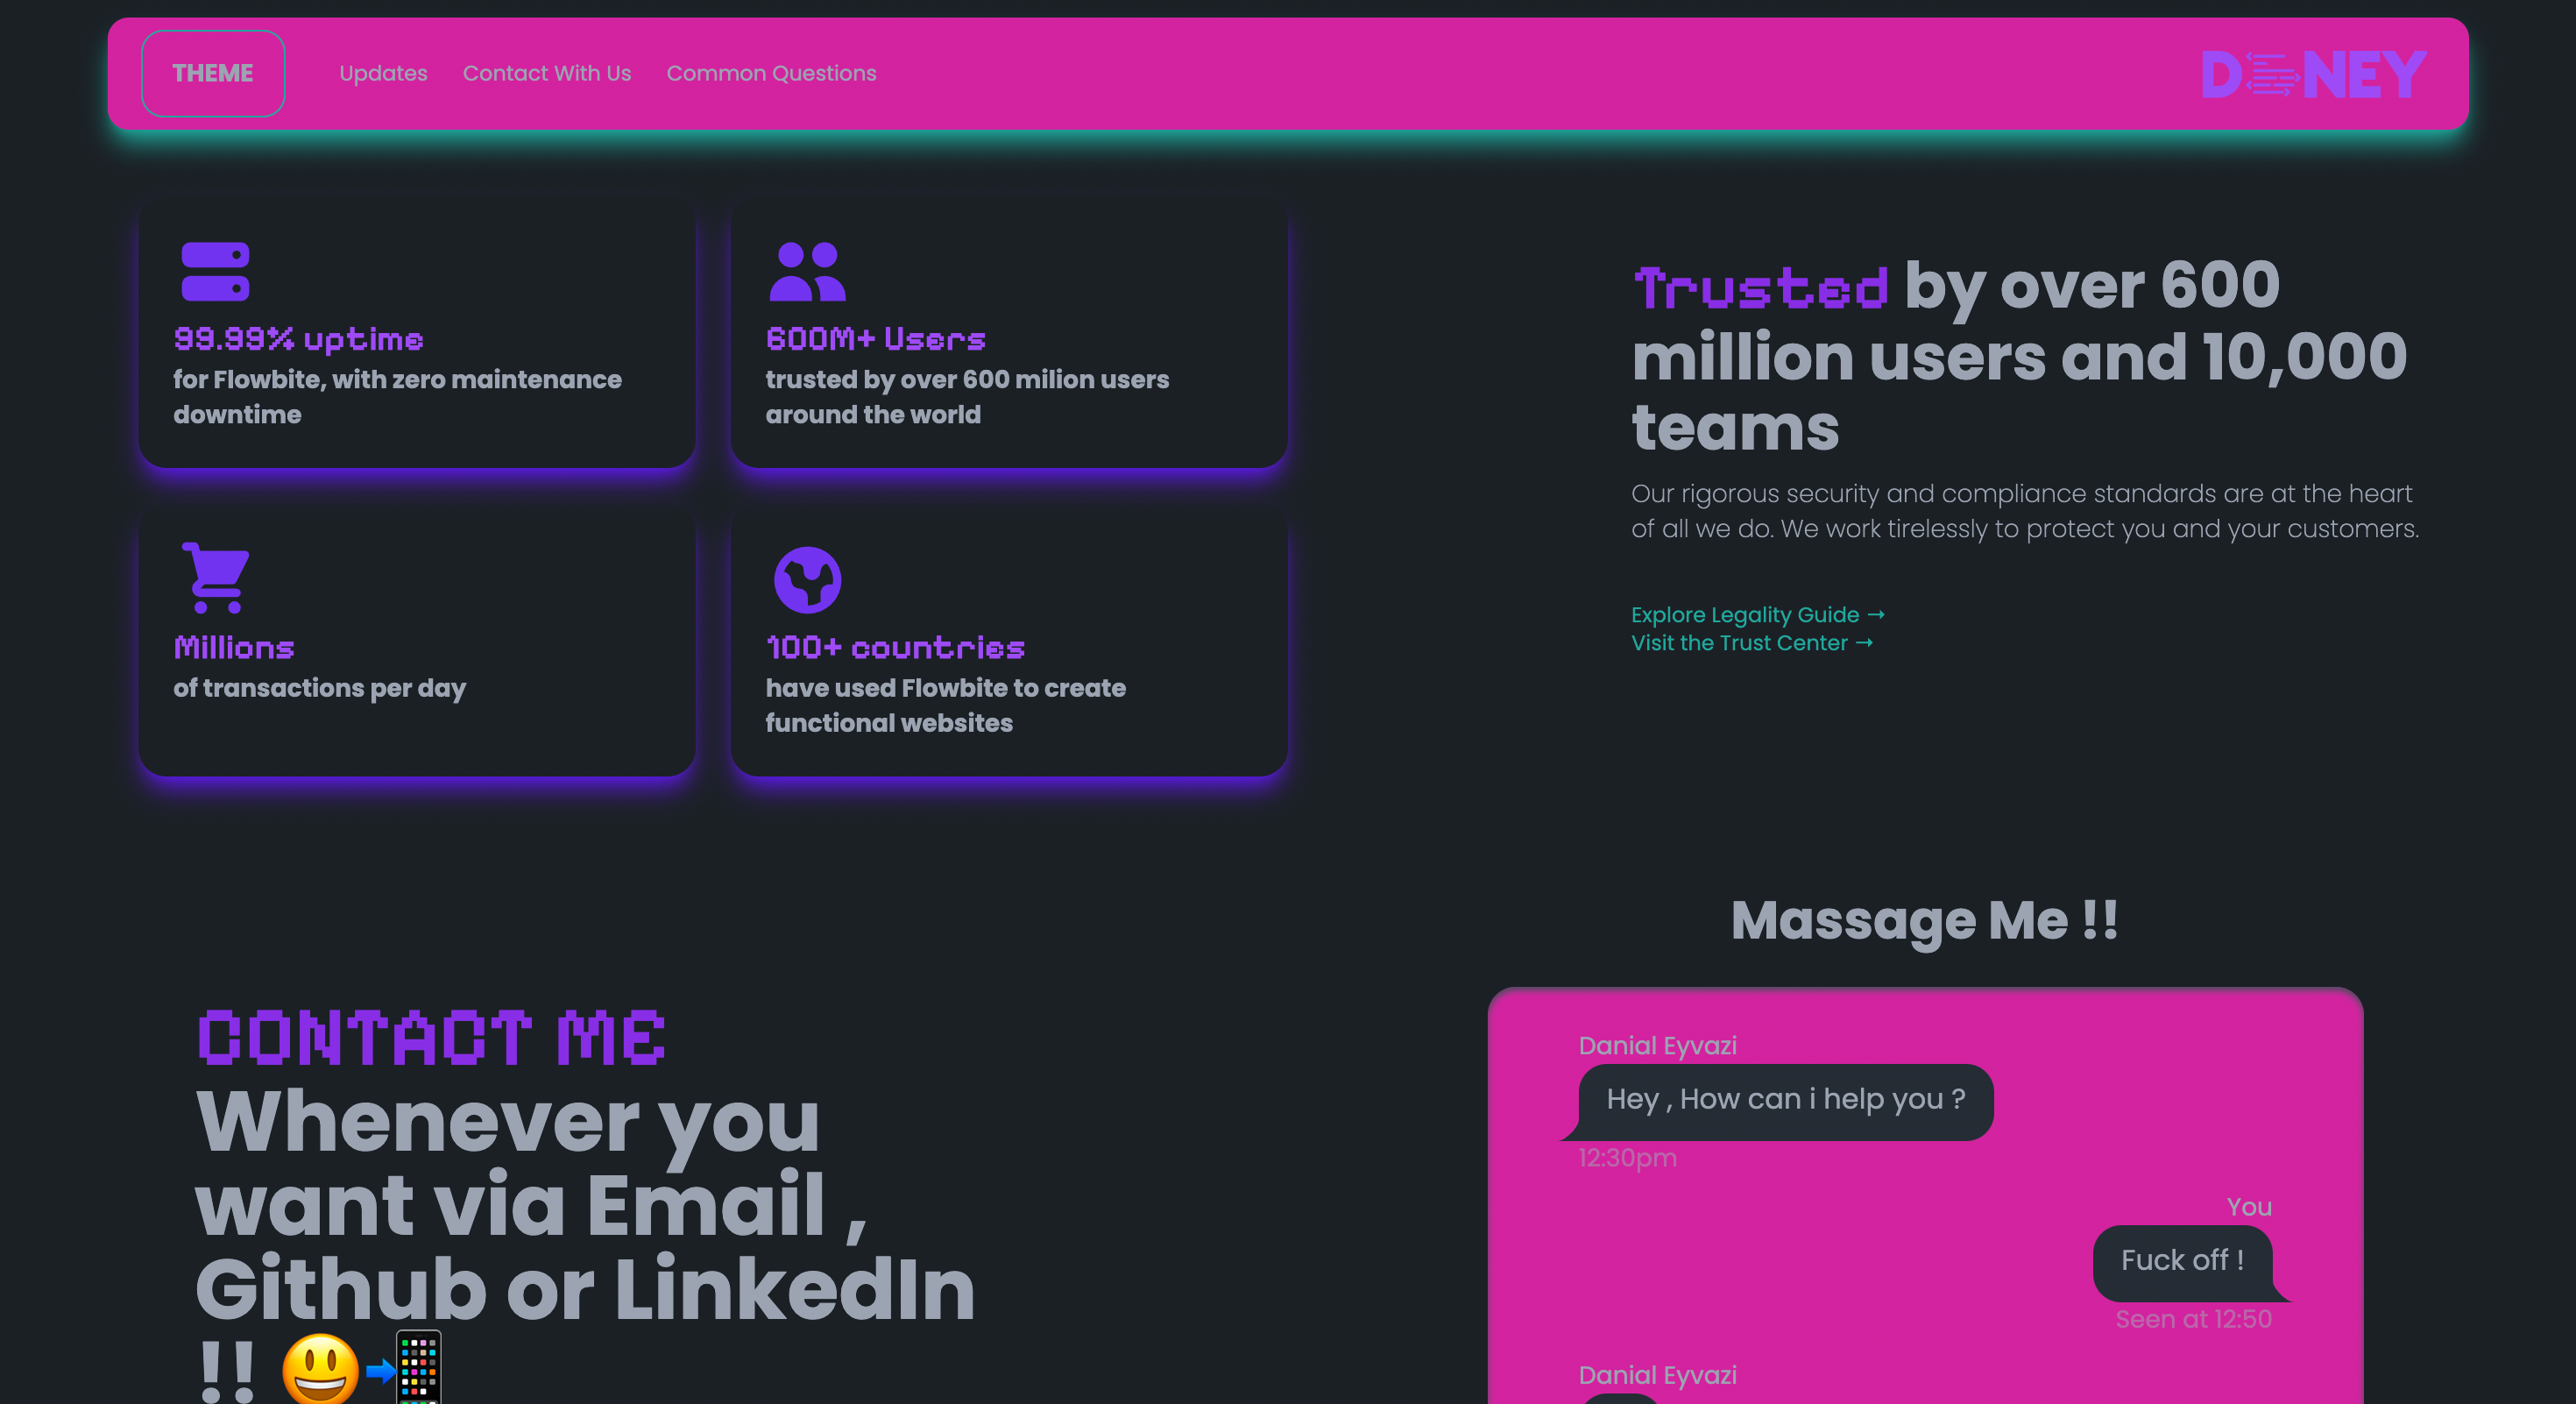 THEME
Updates
Contact With Us
Common Questions
D NEY
99.99% uptime
for Flowbite, with zero maintenance
downtime
600M+ Users
trusted by over 600 milion users
around the world
Millions
of transactions per day
100+ countries
have used Flowbite to create
functional websites
Trusted by over 600
million users and 10,000
teams
Our rigorous security and compliance standards are at the heart
of all we do. We work tirelessly to protect you and your customers.
Explore Legality Guide →
Visit the Trust Center →
CONTACT ME
Whenever you
want via Email ,
Github or LinkedIn
!! 😃📲
Massage Me !!
Danial Eyvazi
Hey , How can i help you ?
12:30pm
You
Fuck off !
Seen at 12:50
Danial Eyvazi